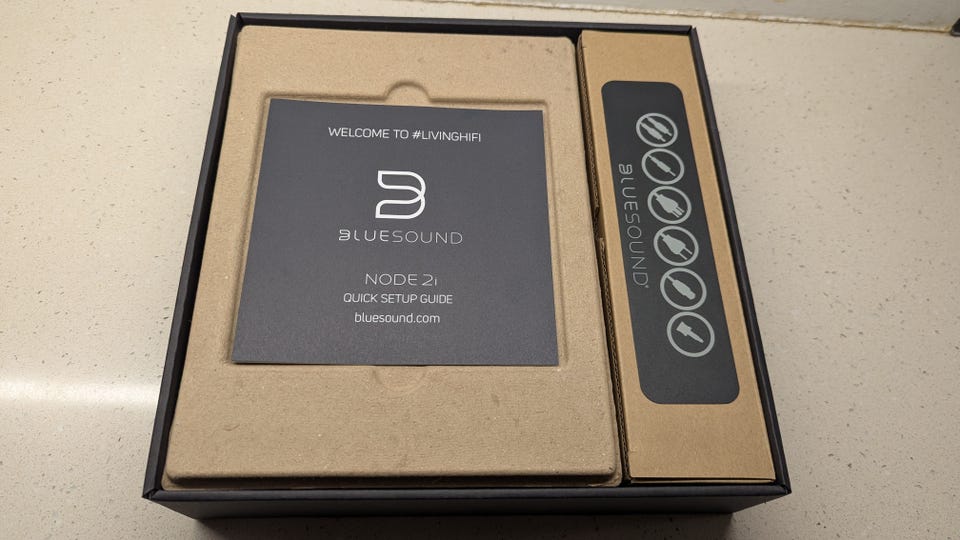 WELCOME TO #LIVINGHIFI
BLUESOUND
NODE 2i
QUICK SETUP GUIDE
bluesound.com
BLUESOUND